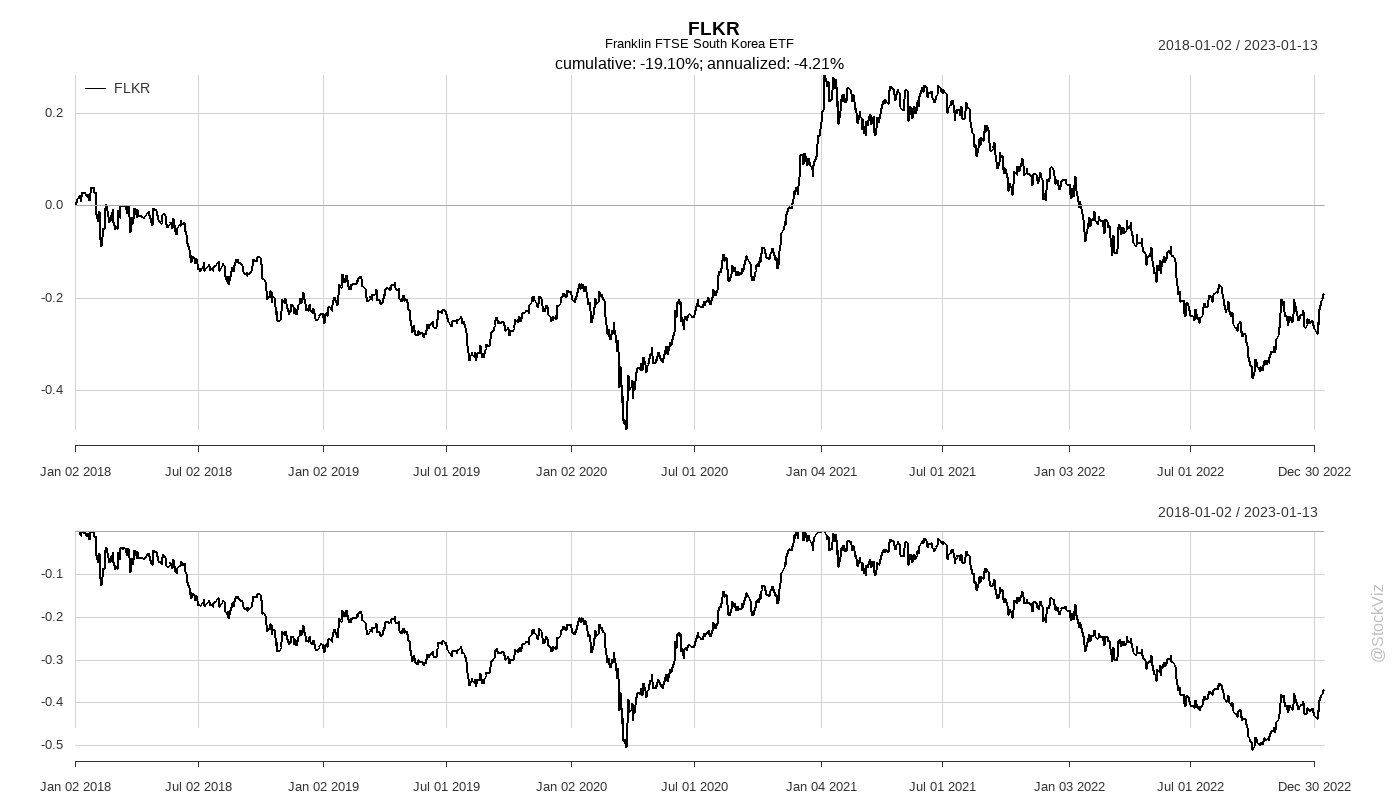 FLKR
Franklin FTSE South Korea ETF
cumulative: -19.10%; annualized: -4.21%
2018-01-02 / 2023-01-13
FLKR
0.2
0.0
-0.2
-0.4
Jan 02 2018 Jul 02 2018 Jan 02 2019 Jul 01 2019 Jan 02 2020 Jul 01 2020 Jan 04 2021 Jul 01 2021 Jan 03 2022 Jul 01 2022 Dec 30 2022
2018-01-02 / 2023-01-13
-0.1
-0.2
-0.3
-0.4
-0.5
Jan 02 2018 Jul 02 2018 Jan 02 2019 Jul 01 2019 Jan 02 2020 Jul 01 2020 Jan 04 2021 Jul 01 2021 Jan 03 2022 Jul 01 2022 Dec 30 2022
@StockViz